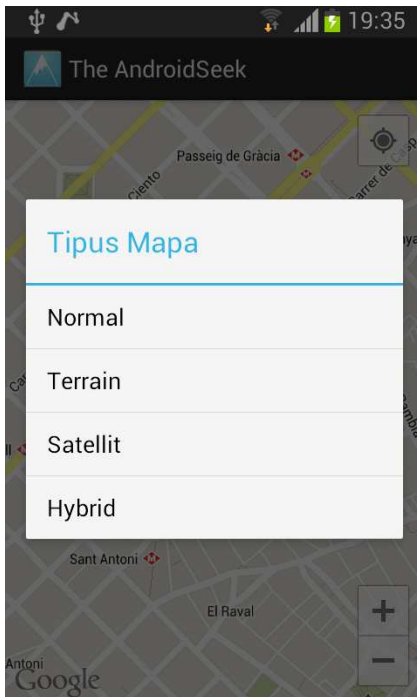 19:35
The AndroidSeek
Passeig de Gràcia
Ciento
Carrer de Casp
Tipus Mapa
Normal
Terrain
Satellit
Hybrid
Sant Antoni
El Raval
+
−
Antoni
Google